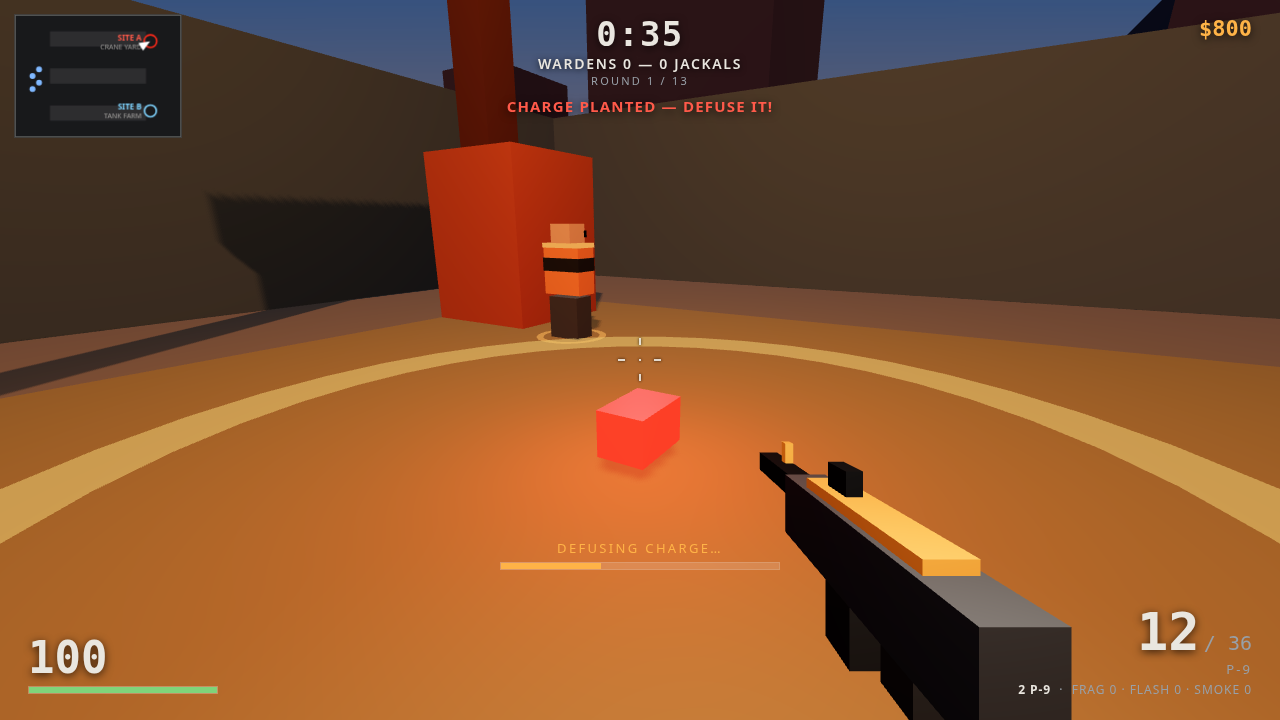 SITE A
CRANE YARD
SITE B
TANK FARM
0:35
WARDENS 0 — 0 JACKALS
ROUND 1 / 13
CHARGE PLANTED — DEFUSE IT!
$800
DEFUSING CHARGE…
100
12 / 36
P-9
2 P-9 · FRAG 0 · FLASH 0 · SMOKE 0